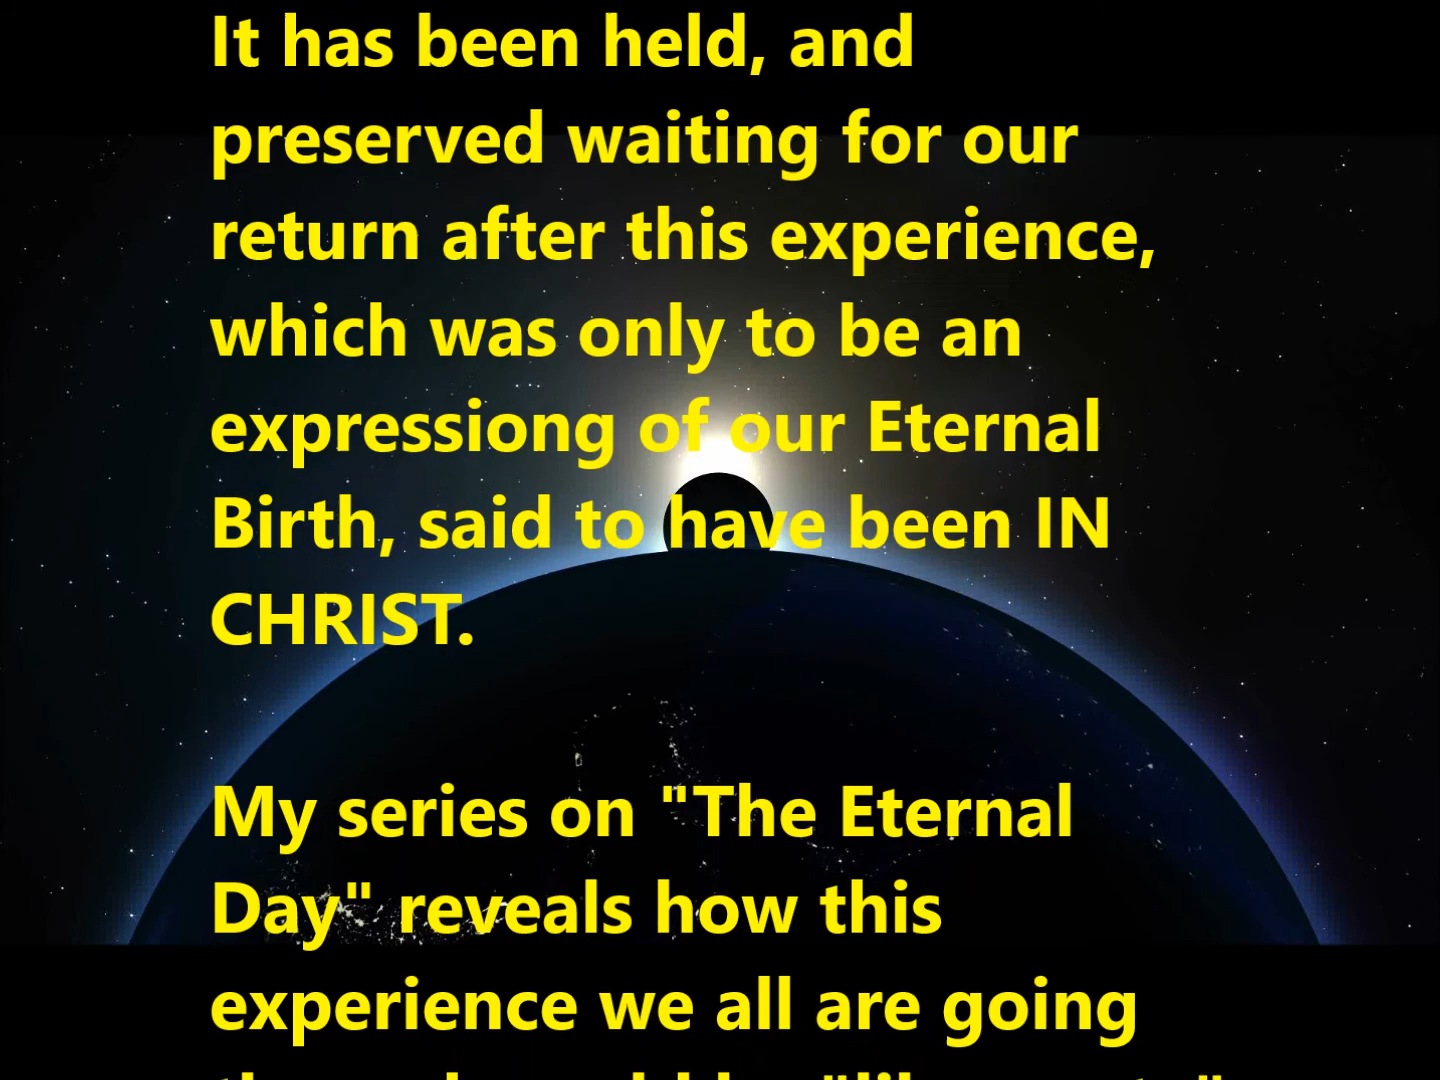 It has been held, and
preserved waiting for our
return after this experience,
which was only to be an
expressiong of our Eternal
Birth, said to have been IN
CHRIST.
My series on "The Eternal
Day" reveals how this
experience we all are going